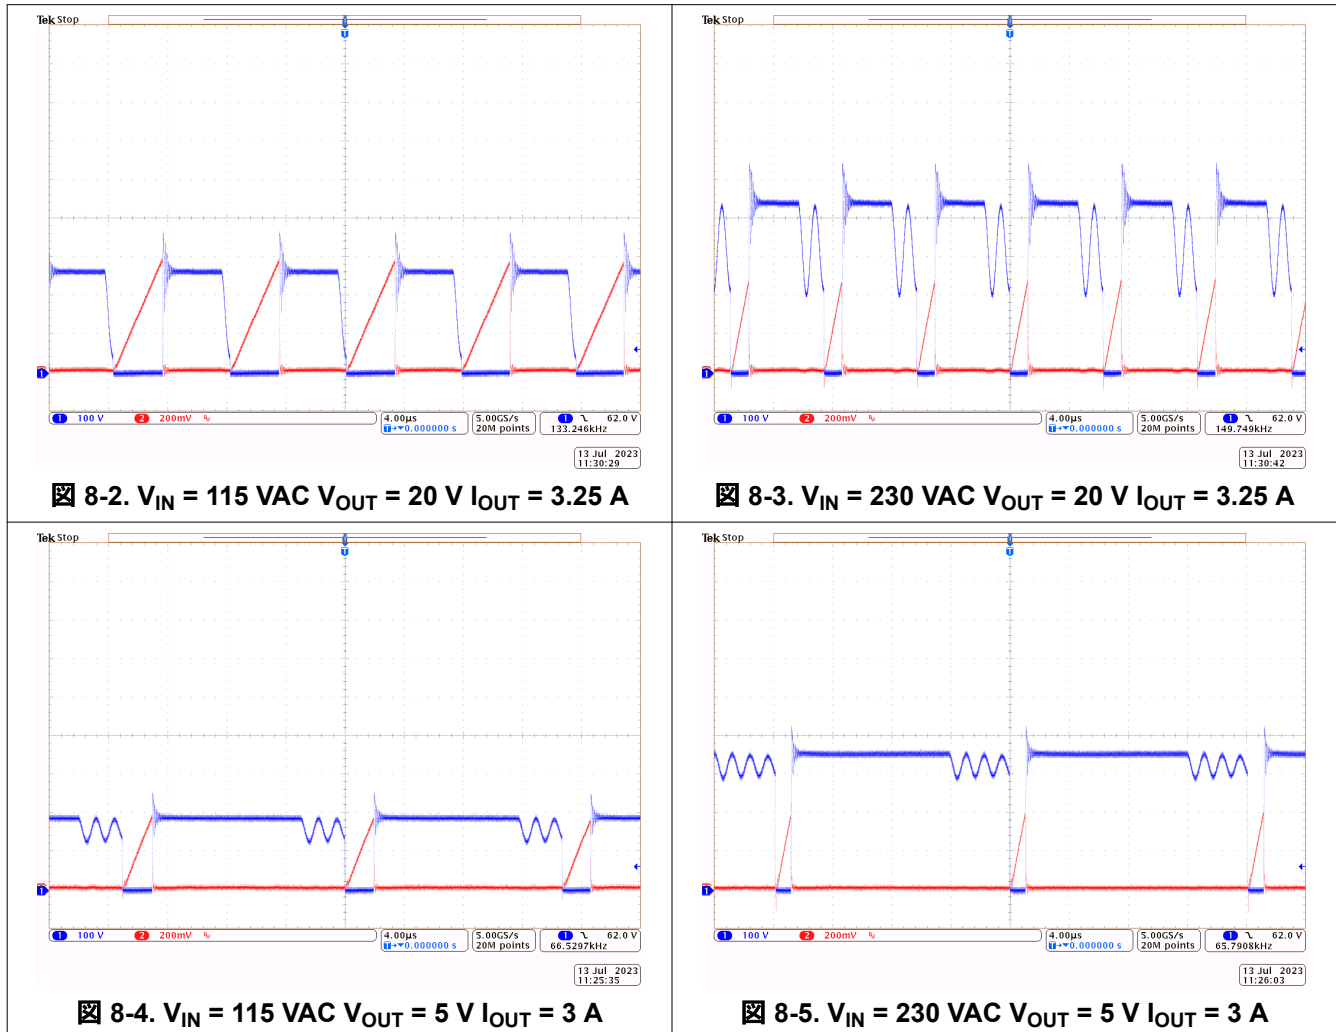 Tek Stop
T
1
1 100 V 2 200mV
4.00µs
T→▼0.000000 s
5.00GS/s
20M points
1 62.0 V
133.246kHz
13 Jul 2023
11:30:29
図 8-2. VIN = 115 VAC VOUT = 20 V IOUT = 3.25 A
Tek Stop
T
1
1 100 V 2 200mV
4.00µs
T→▼0.000000 s
5.00GS/s
20M points
1 62.0 V
149.749kHz
13 Jul 2023
11:30:42
図 8-3. VIN = 230 VAC VOUT = 20 V IOUT = 3.25 A
Tek Stop
T
1
1 100 V 2 200mV
4.00µs
T→▼0.000000 s
5.00GS/s
20M points
1 62.0 V
66.5297kHz
13 Jul 2023
11:25:35
図 8-4. VIN = 115 VAC VOUT = 5 V IOUT = 3 A
Tek Stop
T
1
1 100 V 2 200mV
4.00µs
T→▼0.000000 s
5.00GS/s
20M points
1 62.0 V
65.7908kHz
13 Jul 2023
11:26:03
図 8-5. VIN = 230 VAC VOUT = 5 V IOUT = 3 A